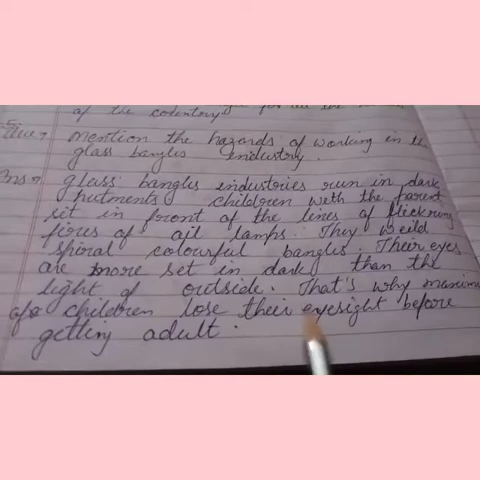 of the country.
Que → Mention the hazards of working in the
glass bangles industry.
Ans → Glass bangles industries run in dark
hutments children with the parent
sit in front of the lines of flickring
fires of oil lamps. They weild
spiral colourful bangles. Their eyes
are more set in dark than the
light of outside. That's why maximum
of children lose their eyesight before
getting adult.